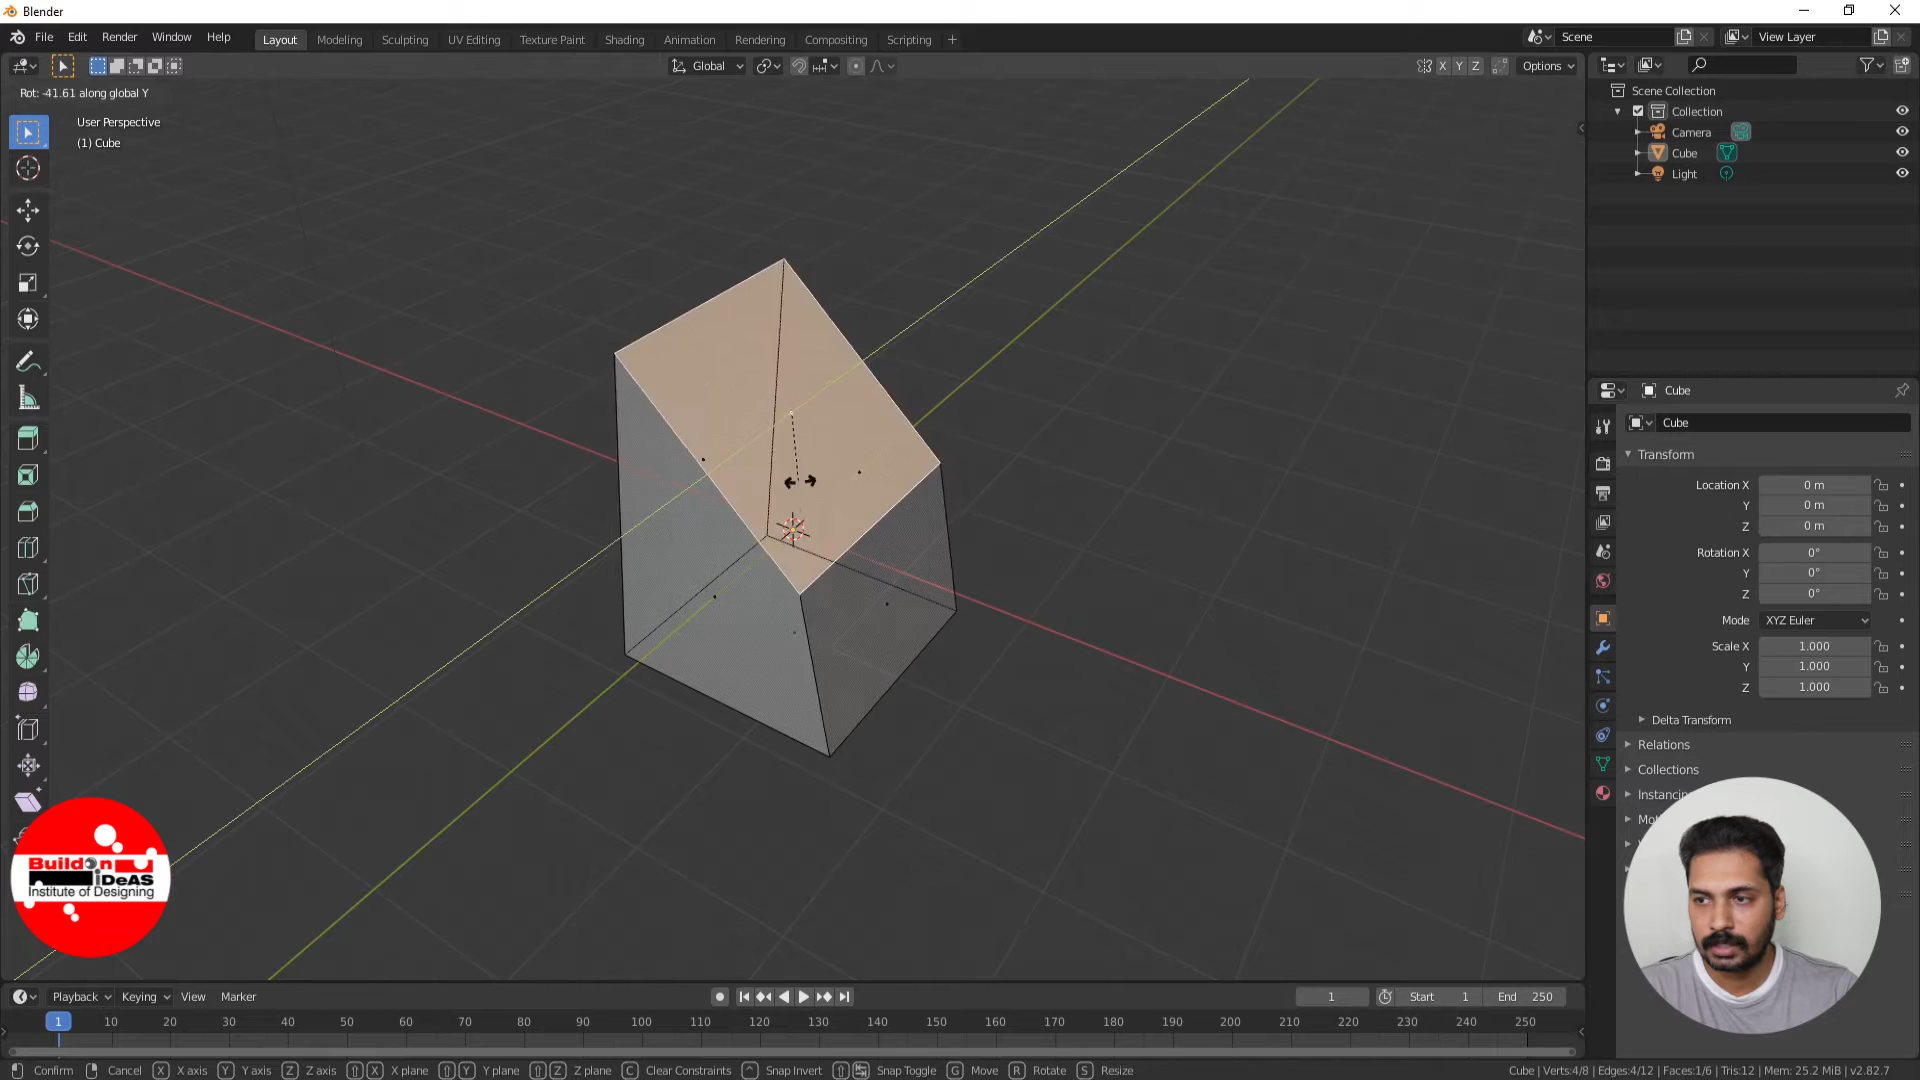 Blender
File Edit Render Window Help
Layout Modeling Sculpting UV Editing Texture Paint Shading Animation Rendering Compositing Scripting
Scene
View Layer
Global
X Y Z
Options
Rot: -41.61 along global Y
User Perspective
(1) Cube
Scene Collection
Collection
Camera
Cube
Light
Cube
Cube
Transform
Location X 0 m
Y 0 m
Z 0 m
Rotation X 0°
Y 0°
Z 0°
Mode XYZ Euler
Scale X 1.000
Y 1.000
Z 1.000
Delta Transform
Relations
Collections
Instancing
Build on
iDeAS
Institute of Designing
Playback Keying View Marker
1 Start 1 End 250
1 10 20 30 40 50 60 70 80 90 100 110 120 130 140 150 160 170 180 190 200 210 220 230 240 250
Confirm Cancel X X axis Y Y axis Z Z axis X X plane Y Y plane Z Z plane C Clear Constraints Snap Invert Snap Toggle G Move R Rotate S Resize
Cube | Verts:4/8 | Edges:4/12 | Faces:1/6 | Tris:12 | Mem: 25.2 MiB | v2.82.7